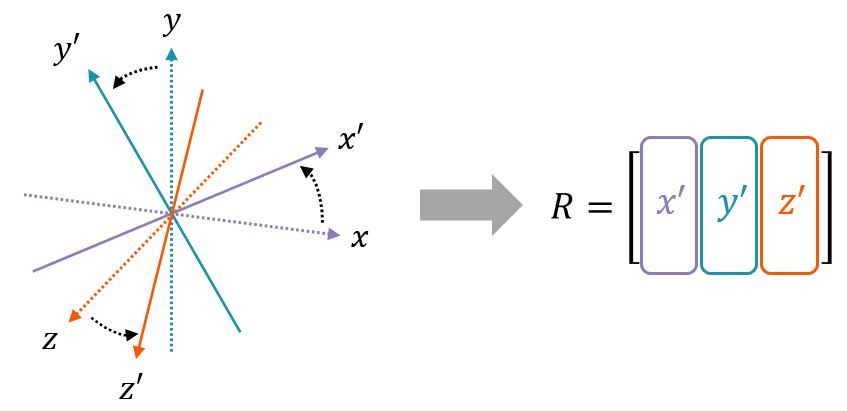 y
y′
x′
x
z
z′
R = [x′ y′ z′]